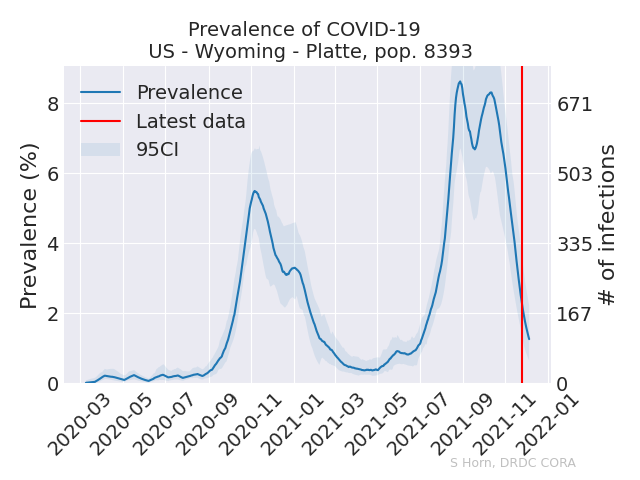 Prevalence of COVID-19
US - Wyoming - Platte, pop. 8393
Prevalence
Latest data
95CI
Prevalence (%)
8
6
4
2
0
671
503
335
167
0
# of infections
2020-03
2020-05
2020-07
2020-09
2020-11
2021-01
2021-03
2021-05
2021-07
2021-09
2021-11
2022-01
S Horn, DRDC CORA